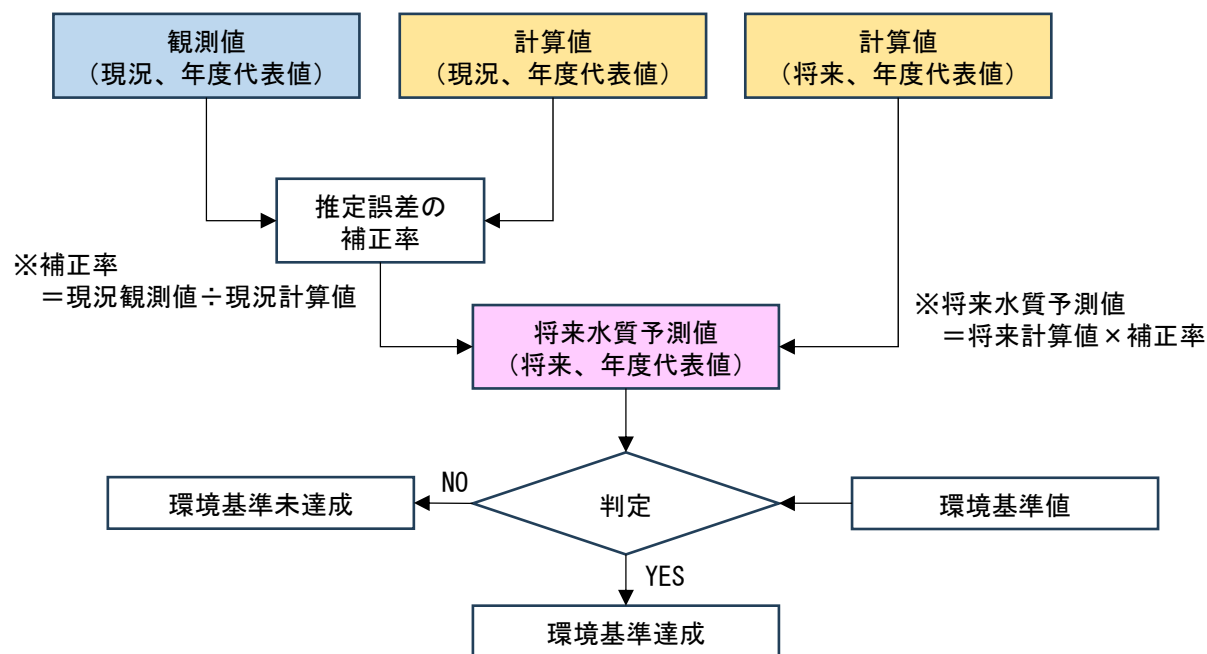 観測値
（現況、年度代表値）
計算値
（現況、年度代表値）
計算値
（将来、年度代表値）
推定誤差の
補正率
※補正率
＝現況観測値÷現況計算値
将来水質予測値
（将来、年度代表値）
※将来水質予測値
＝将来計算値×補正率
環境基準未達成
NO
判定
環境基準値
YES
環境基準達成